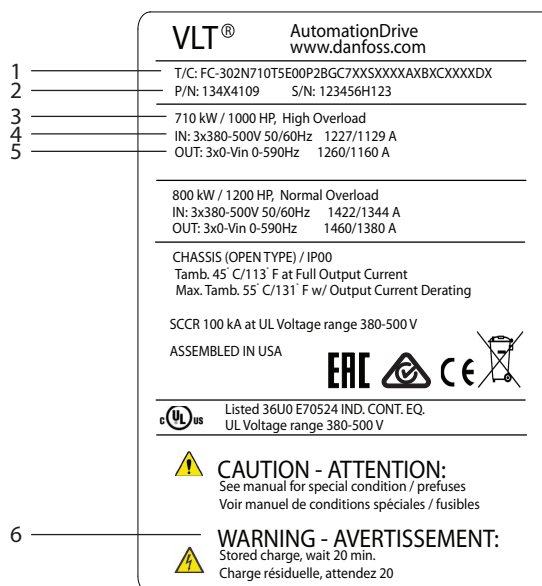 VLT® AutomationDrive
www.danfoss.com
1 T/C: FC-302N710T5E00P2BGC7XXSXXXXAXBXCXXXXDX
2 P/N: 134X4109 S/N: 123456H123
3 710 kW / 1000 HP, High Overload
4 IN: 3x380-500V 50/60Hz 1227/1129 A
5 OUT: 3x0-Vin 0-590Hz 1260/1160 A
800 kW / 1200 HP, Normal Overload
IN: 3x380-500V 50/60Hz 1422/1344 A
OUT: 3x0-Vin 0-590Hz 1460/1380 A
CHASSIS (OPEN TYPE) / IP00
Tamb. 45° C/113° F at Full Output Current
Max. Tamb. 55° C/131° F w/ Output Current Derating
SCCR 100 kA at UL Voltage range 380-500 V
ASSEMBLED IN USA
EAC CE
c UL us Listed 36U0 E70524 IND. CONT. EQ.
UL Voltage range 380-500 V
CAUTION - ATTENTION:
See manual for special condition / prefuses
Voir manuel de conditions spéciales / fusibles
6 WARNING - AVERTISSEMENT:
Stored charge, wait 20 min.
Charge résiduelle, attendez 20